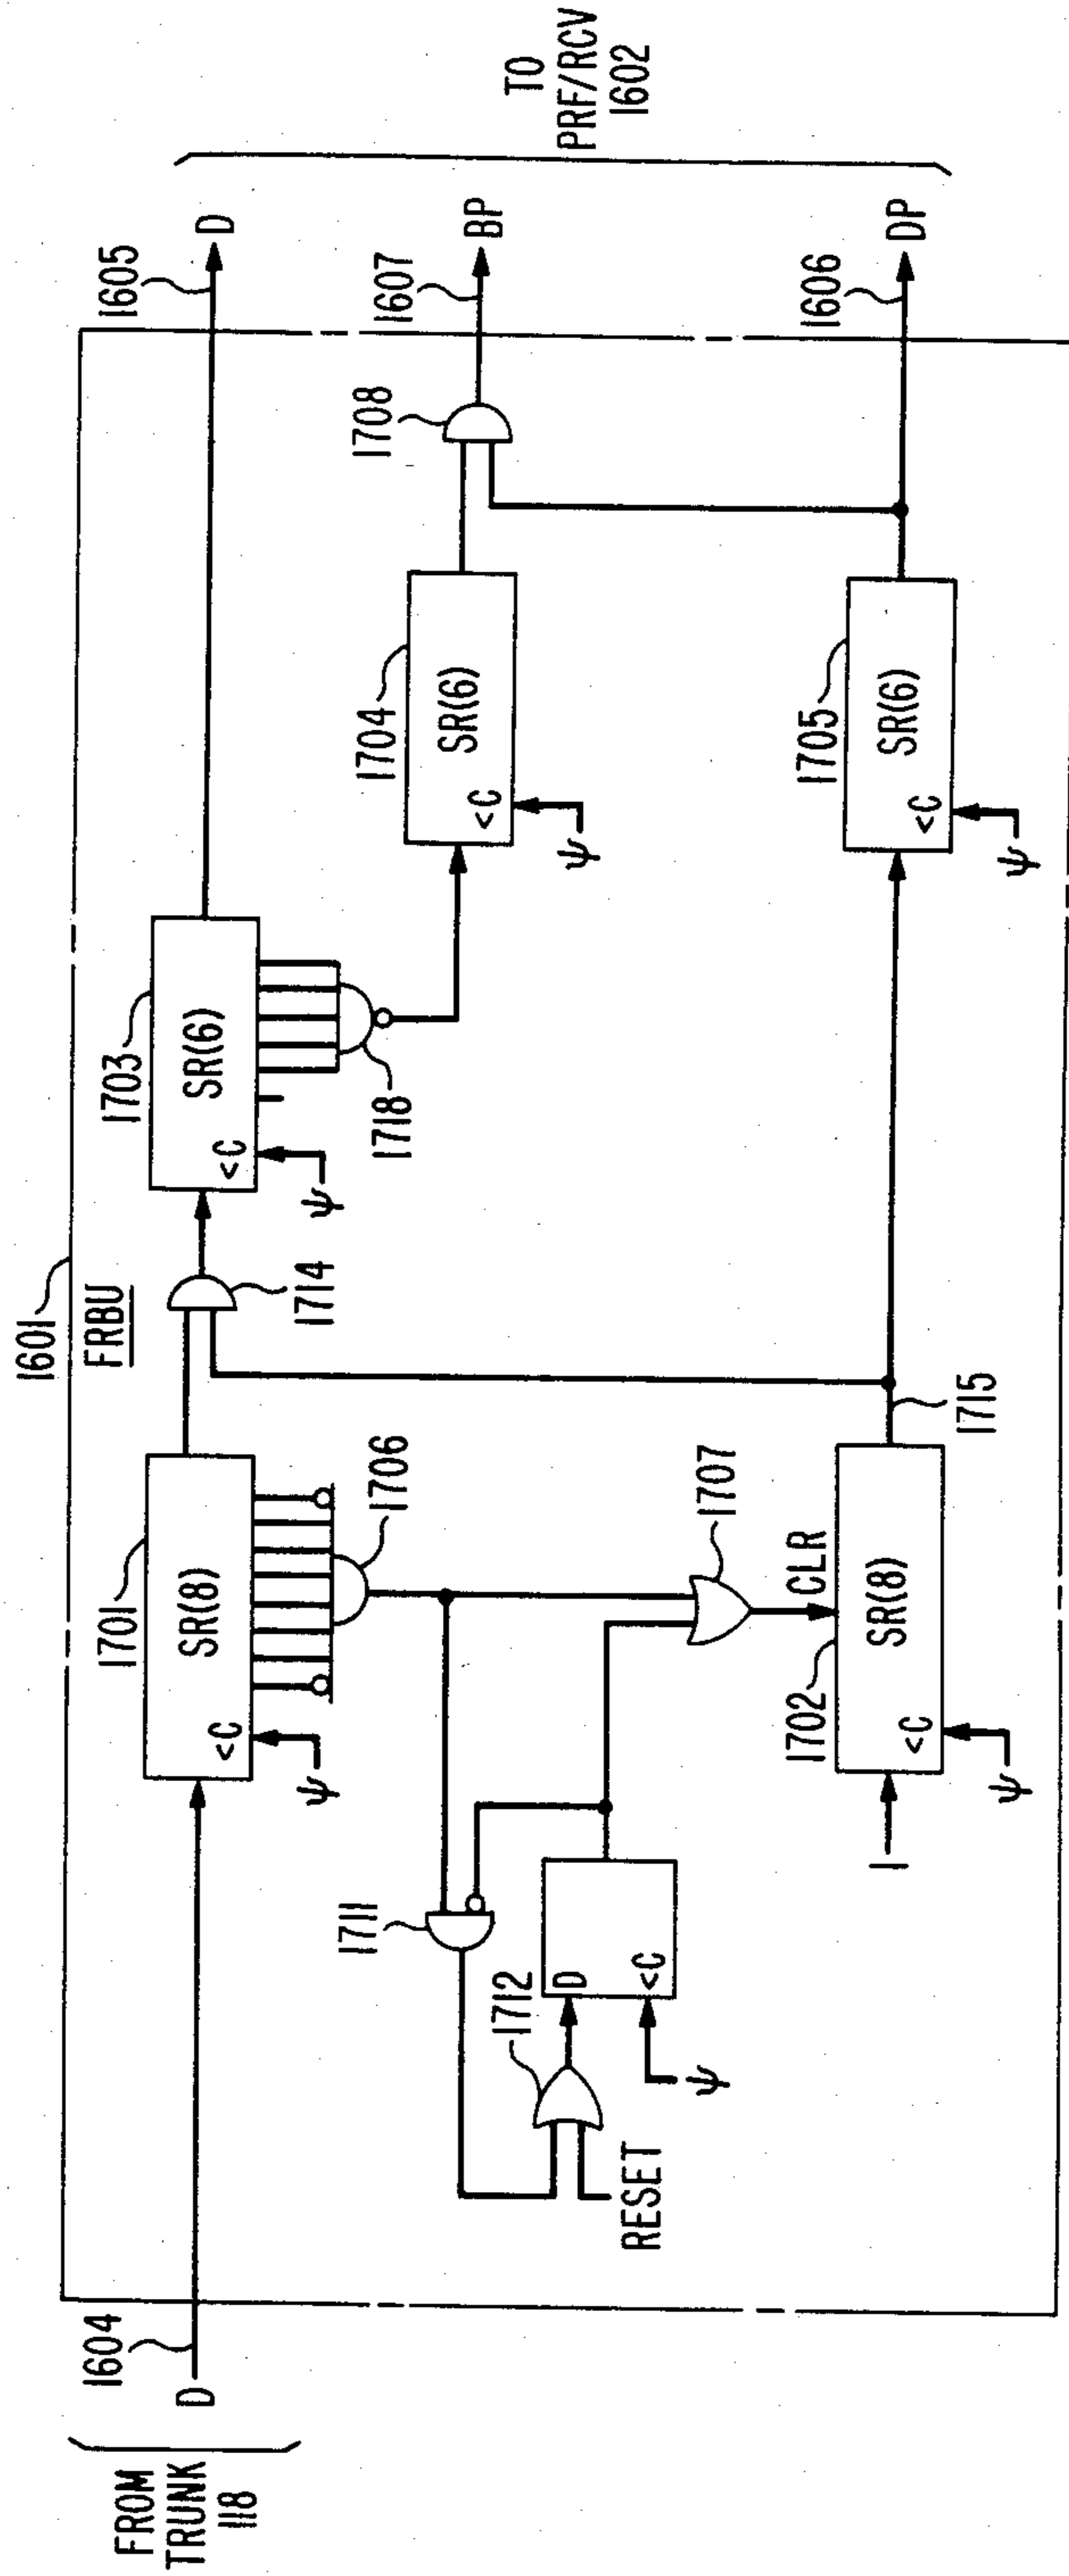 FROM
TRUNK
118
D
1604
1601
FRBU
1701
SR(8)
<C
ψ
1706
1714
1703
SR(6)
<C
ψ
1718
1605
D
1704
SR(6)
<C
ψ
1708
1607
BP
TO
PRF/RCV
1602
1711
1712
RESET
D
<C
ψ
1707
CLR
1702
SR(8)
<C
1
ψ
1715
1705
SR(6)
<C
ψ
1606
DP